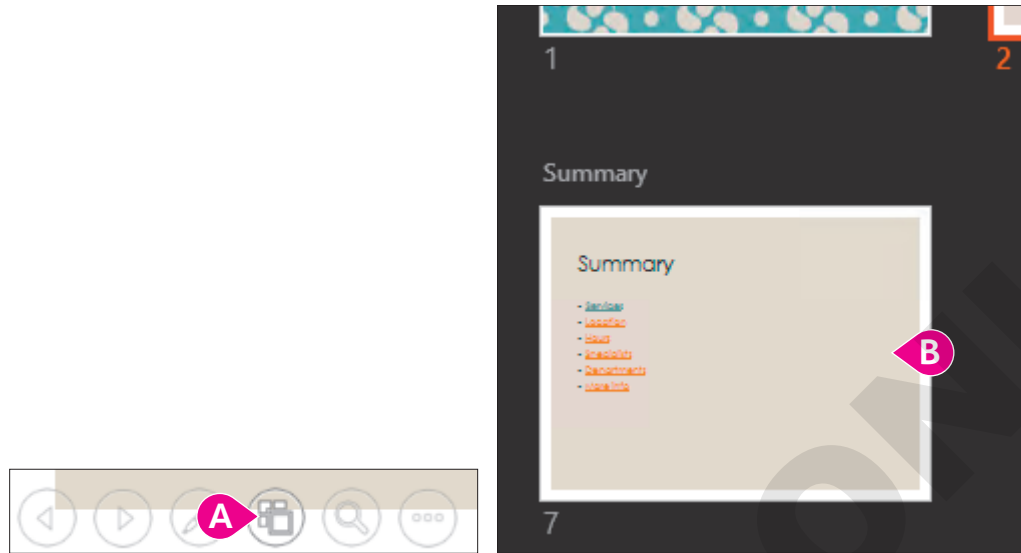 1
2
Summary
Summary
- Services
- Location
- Hours
- Specialists
- Departments
- More Info
B
A
7